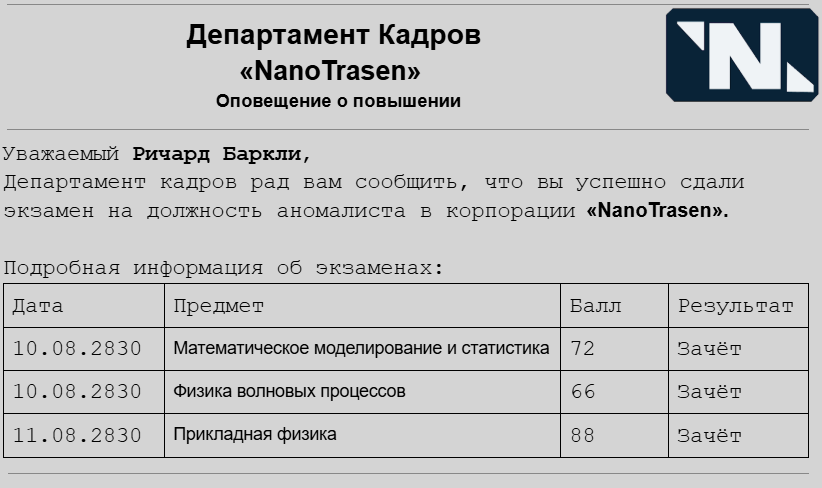 Департамент Кадров
«NanoTrasen»
Оповещение о повышении
N
Уважаемый Ричард Баркли,
Департамент кадров рад вам сообщить, что вы успешно сдали
экзамен на должность аномалиста в корпорации «NanoTrasen».
Подробная информация об экзаменах:
Дата Предмет Балл Результат
10.08.2830 Математическое моделирование и статистика 72 Зачёт
10.08.2830 Физика волновых процессов 66 Зачёт
11.08.2830 Прикладная физика 88 Зачёт